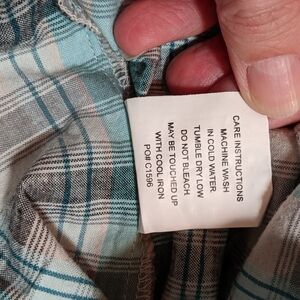 CARE INSTRUCTIONS
MACHINE WASH
IN COLD WATER
TUMBLE DRY LOW
DO NOT BLEACH
MAY BE TOUCHED UP
WITH COOL IRON
PO# C1596